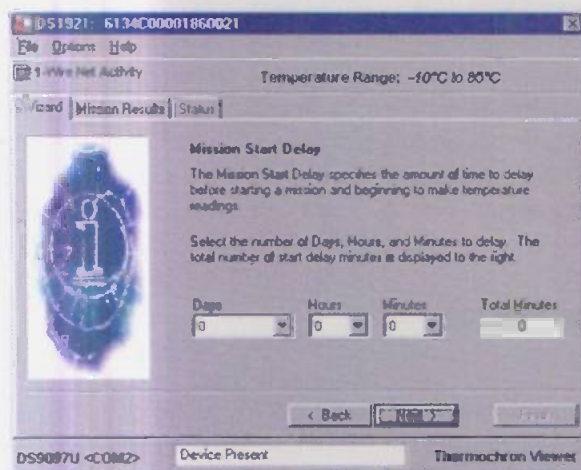 DS1921: 6134C00001860021
File Options Help
1-Wire Net Activity
Temperature Range: -10°C to 85°C
Wizard Mission Results Status
Mission Start Delay
The Mission Start Delay specifies the amount of time to delay
before starting a mission and beginning to make temperature
readings.
Select the number of Days, Hours, and Minutes to delay. The
total number of start delay minutes is displayed to the right.
Days Hours Minutes Total Minutes
0 0 0 0
< Back Next >
DS9097U <COM2> Device Present Thermochron Viewer